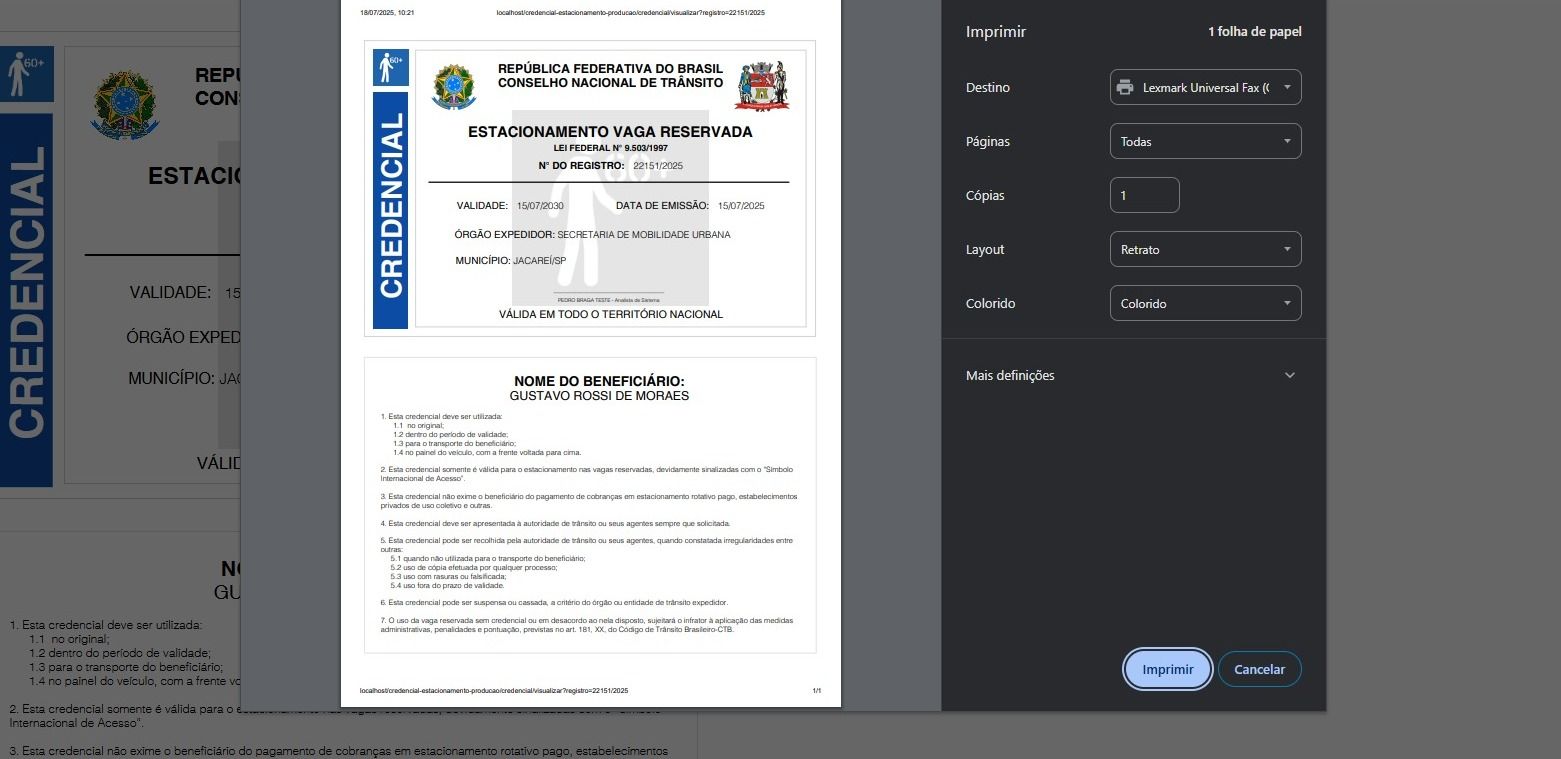 18/07/2025, 10:21
localhost/credencial-estacionamento-producao/credencial/visualizar?registro=22151/2025
60+
CREDENCIAL
REPÚBLICA FEDERATIVA DO BRASIL
CONSELHO NACIONAL DE TRÂNSITO
ESTACIONAMENTO VAGA RESERVADA
LEI FEDERAL N° 9.503/1997
N° DO REGISTRO: 22151/2025
60+
VALIDADE: 15/07/2030 DATA DE EMISSÃO: 15/07/2025
ÓRGÃO EXPEDIDOR: SECRETARIA DE MOBILIDADE URBANA
MUNICÍPIO: JACAREÍ/SP
PEDRO BRAGA TESTE - Analista de Sistema
VÁLIDA EM TODO O TERRITÓRIO NACIONAL
NOME DO BENEFICIÁRIO:
GUSTAVO ROSSI DE MORAES
1. Esta credencial deve ser utilizada:
1.1 no original;
1.2 dentro do período de validade;
1.3 para o transporte do beneficiário;
1.4 no painel do veículo, com a frente voltada para cima.
2. Esta credencial somente é válida para o estacionamento nas vagas reservadas, devidamente sinalizadas com o "Símbolo
Internacional de Acesso".
3. Esta credencial não exime o beneficiário do pagamento de cobranças em estacionamento rotativo pago, estabelecimentos
privados de uso coletivo e outras.
4. Esta credencial deve ser apresentada à autoridade de trânsito ou seus agentes sempre que solicitada.
5. Esta credencial pode ser recolhida pela autoridade de trânsito ou seus agentes, quando constatada irregularidades entre
outras:
5.1 quando não utilizada para o transporte do beneficiário;
5.2 uso de cópia efetuada por qualquer processo;
5.3 uso com rasuras ou falsificada;
5.4 uso fora do prazo de validade.
6. Esta credencial pode ser suspensa ou cassada, a critério do órgão ou entidade de trânsito expedidor.
7. O uso da vaga reservada sem credencial ou em desacordo ao nela disposto, sujeitará o infrator à aplicação das medidas
administrativas, penalidades e pontuação, previstas no art. 181, XX, do Código de Trânsito Brasileiro-CTB.
localhost/credencial-estacionamento-producao/credencial/visualizar?registro=22151/2025
1/1
Imprimir
1 folha de papel
Destino
Lexmark Universal Fax (
Páginas
Todas
Cópias
1
Layout
Retrato
Colorido
Colorido
Mais definições
Imprimir
Cancelar
60+
CREDENCIAL
REPÚ
CONS
ESTACIO
VALIDADE: 15
ÓRGÃO EXPED
MUNICÍPIO: JAC
VÁLID
NO
GU
1. Esta credencial deve ser utilizada:
1.1 no original;
1.2 dentro do período de validade;
1.3 para o transporte do beneficiário;
1.4 no painel do veículo, com a frente vo
2. Esta credencial somente é válida para o estacionamento nas vagas reservadas, devidamente sinalizadas com o "Símbolo
Internacional de Acesso".
3. Esta credencial não exime o beneficiário do pagamento de cobranças em estacionamento rotativo pago, estabelecimentos